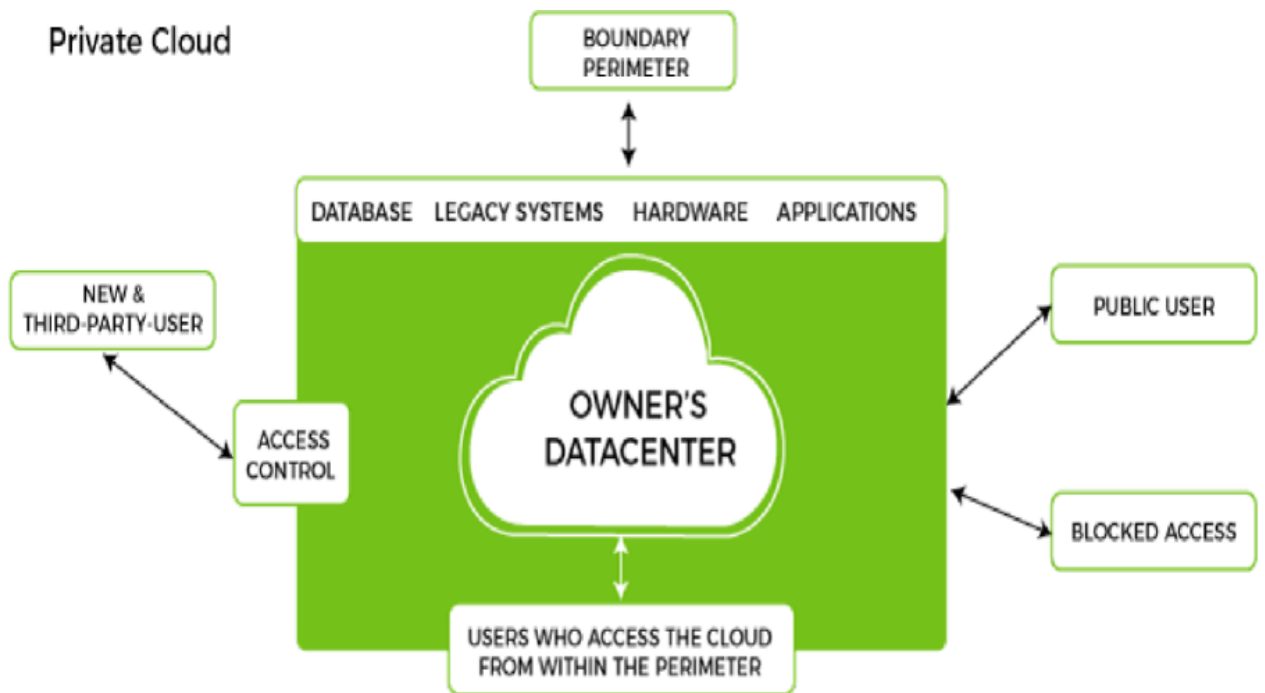 Private Cloud
BOUNDARY
PERIMETER
DATABASE LEGACY SYSTEMS HARDWARE APPLICATIONS
NEW &
THIRD-PARTY-USER
PUBLIC USER
OWNER'S
DATACENTER
ACCESS
CONTROL
BLOCKED ACCESS
USERS WHO ACCESS THE CLOUD
FROM WITHIN THE PERIMETER